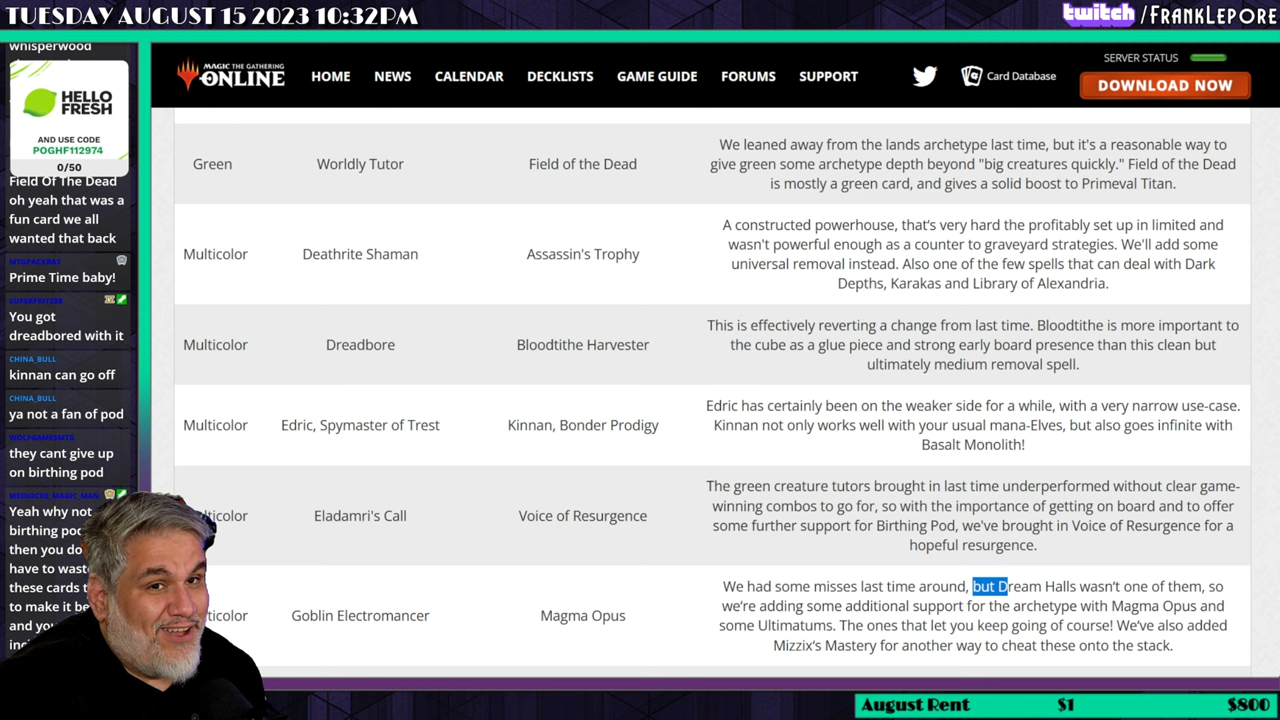 TUESDAY AUGUST 15 2023 10:32PM
twitch /FRANKLEPORE
whisperwood
HELLO
FRESH
AND USE CODE
POGHF112974
0/50
Field Of The Dead
oh yeah that was a
fun card we all
wanted that back
MTGPACKRAT
Prime Time baby!
SUPERFRITZER
You got
dreadbored with it
CHINA_BULL
kinnan can go off
CHINA_BULL
ya not a fan of pod
WOLFGAMESMTG
they cant give up
on birthing pod
MEDIOCRE_MAGIC_MAN
Yeah why not
birthing pod
then you do
have to wast
these cards t
to make it be
and you
inc
MAGIC THE GATHERING
ONLINE
HOME NEWS CALENDAR DECKLISTS GAME GUIDE FORUMS SUPPORT
Card Database
SERVER STATUS
DOWNLOAD NOW
Green Worldly Tutor Field of the Dead
We leaned away from the lands archetype last time, but it's a reasonable way to
give green some archetype depth beyond "big creatures quickly." Field of the Dead
is mostly a green card, and gives a solid boost to Primeval Titan.
Multicolor Deathrite Shaman Assassin's Trophy
A constructed powerhouse, that's very hard the profitably set up in limited and
wasn't powerful enough as a counter to graveyard strategies. We'll add some
universal removal instead. Also one of the few spells that can deal with Dark
Depths, Karakas and Library of Alexandria.
Multicolor Dreadbore Bloodtithe Harvester
This is effectively reverting a change from last time. Bloodtithe is more important to
the cube as a glue piece and strong early board presence than this clean but
ultimately medium removal spell.
Multicolor Edric, Spymaster of Trest Kinnan, Bonder Prodigy
Edric has certainly been on the weaker side for a while, with a very narrow use-case.
Kinnan not only works well with your usual mana-Elves, but also goes infinite with
Basalt Monolith!
lticolor Eladamri's Call Voice of Resurgence
The green creature tutors brought in last time underperformed without clear game-
winning combos to go for, so with the importance of getting on board and to offer
some further support for Birthing Pod, we've brought in Voice of Resurgence for a
hopeful resurgence.
icolor Goblin Electromancer Magma Opus
We had some misses last time around, but Dream Halls wasn't one of them, so
we're adding some additional support for the archetype with Magma Opus and
some Ultimatums. The ones that let you keep going of course! We've also added
Mizzix's Mastery for another way to cheat these onto the stack.
August Rent $1 $800